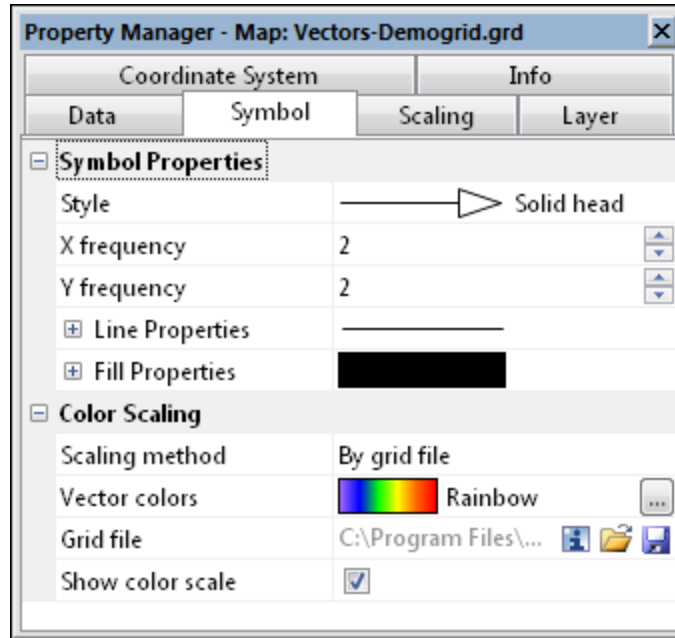 Property Manager - Map: Vectors-Demogrid.grd
Coordinate System Info
Data Symbol Scaling Layer
Symbol Properties
Style Solid head
X frequency 2
Y frequency 2
Line Properties
Fill Properties
Color Scaling
Scaling method By grid file
Vector colors Rainbow ...
Grid file C:\Program Files\...
Show color scale